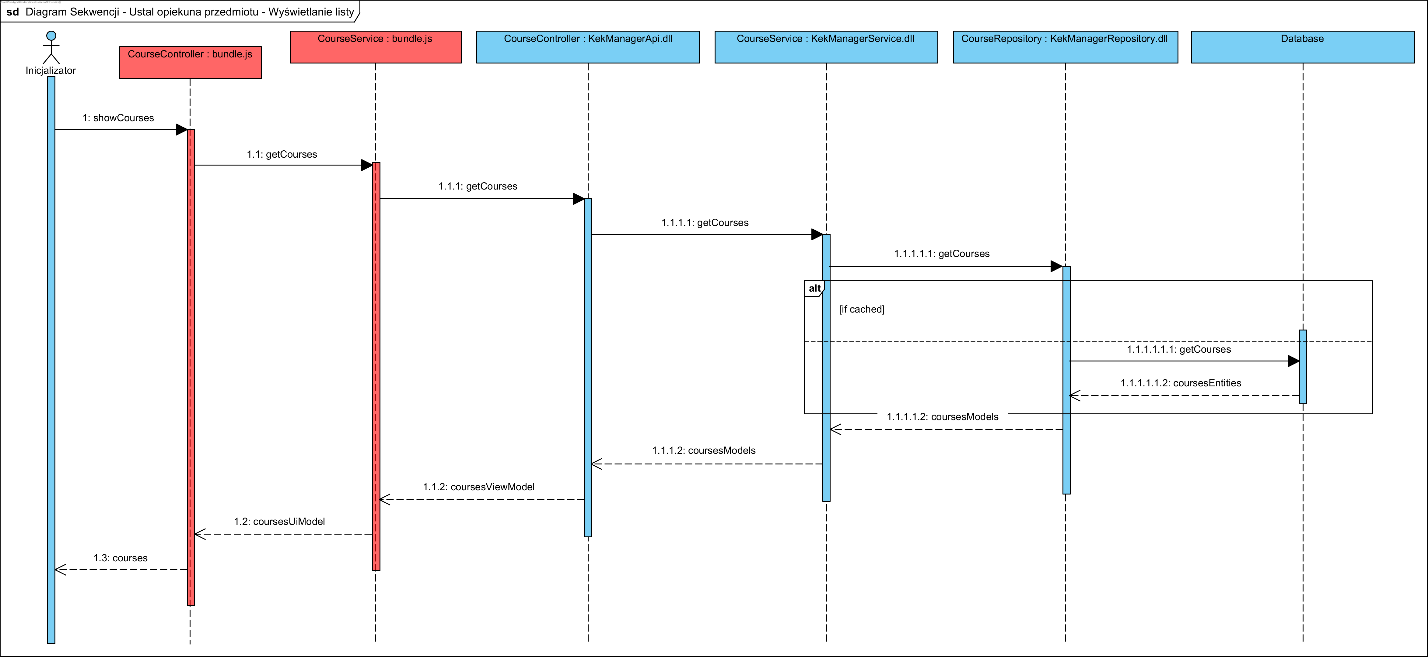 sd Diagram Sekwencji - Ustal opiekuna przedmiotu - Wyświetlanie listy
Inicjalizator
CourseController : bundle.js
CourseService : bundle.js
CourseController : KekManagerApi.dll
CourseService : KekManagerService.dll
CourseRepository : KekManagerRepository.dll
Database
1: showCourses
1.1: getCourses
1.1.1: getCourses
1.1.1.1: getCourses
1.1.1.1.1: getCourses
alt
[if cached]
1.1.1.1.1.1: getCourses
1.1.1.1.1.2: coursesEntities
1.1.1.1.2: coursesModels
1.1.1.2: coursesModels
1.1.2: coursesViewModel
1.2: coursesUiModel
1.3: courses